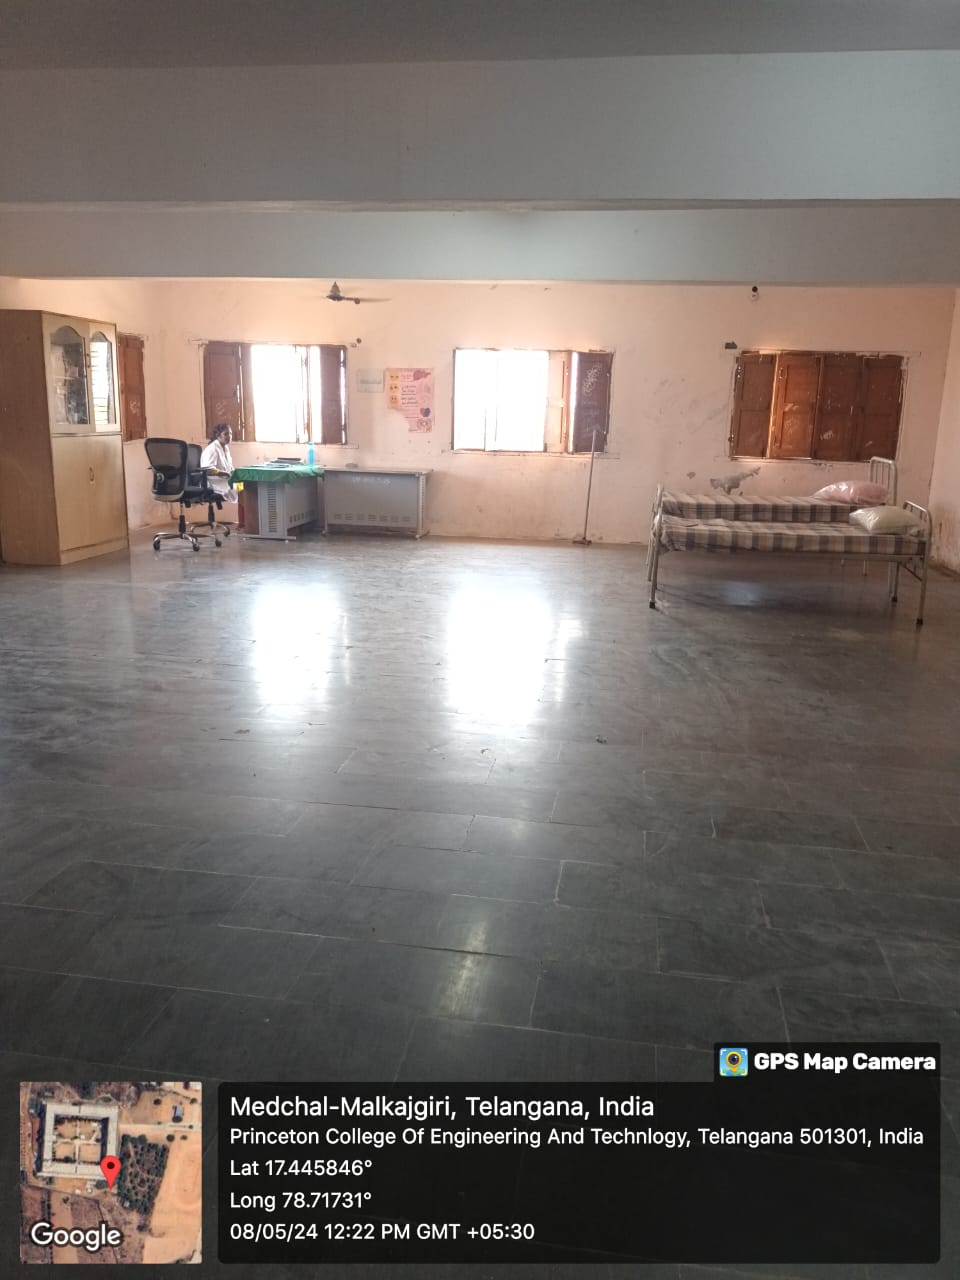 GPS Map Camera
Medchal-Malkajgiri, Telangana, India
Princeton College Of Engineering And Technlogy, Telangana 501301, India
Lat 17.445846°
Long 78.71731°
08/05/24 12:22 PM GMT +05:30
Google